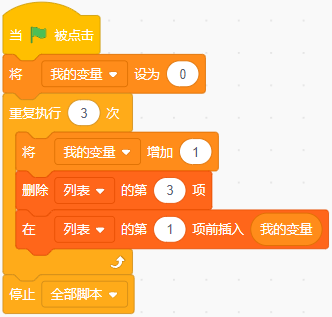 当 被点击
将 我的变量 设为 0
重复执行 3 次
将 我的变量 增加 1
删除 列表 的第 3 项
在 列表 的第 1 项前插入 我的变量
停止 全部脚本